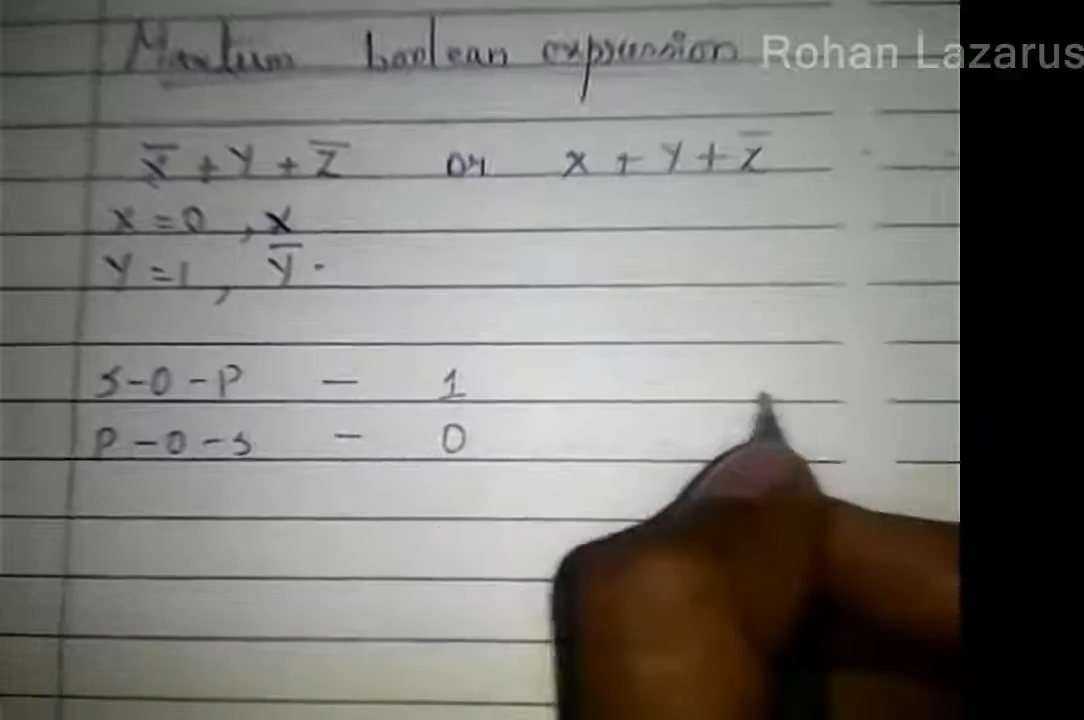 Maxterm boolean expression
Rohan Lazarus
X̅ + Y + Z̅ or X + Y + Z̅
X = 0 , X
Y = 1 , Y̅ .
S - O - P — 1
P - O - S — 0